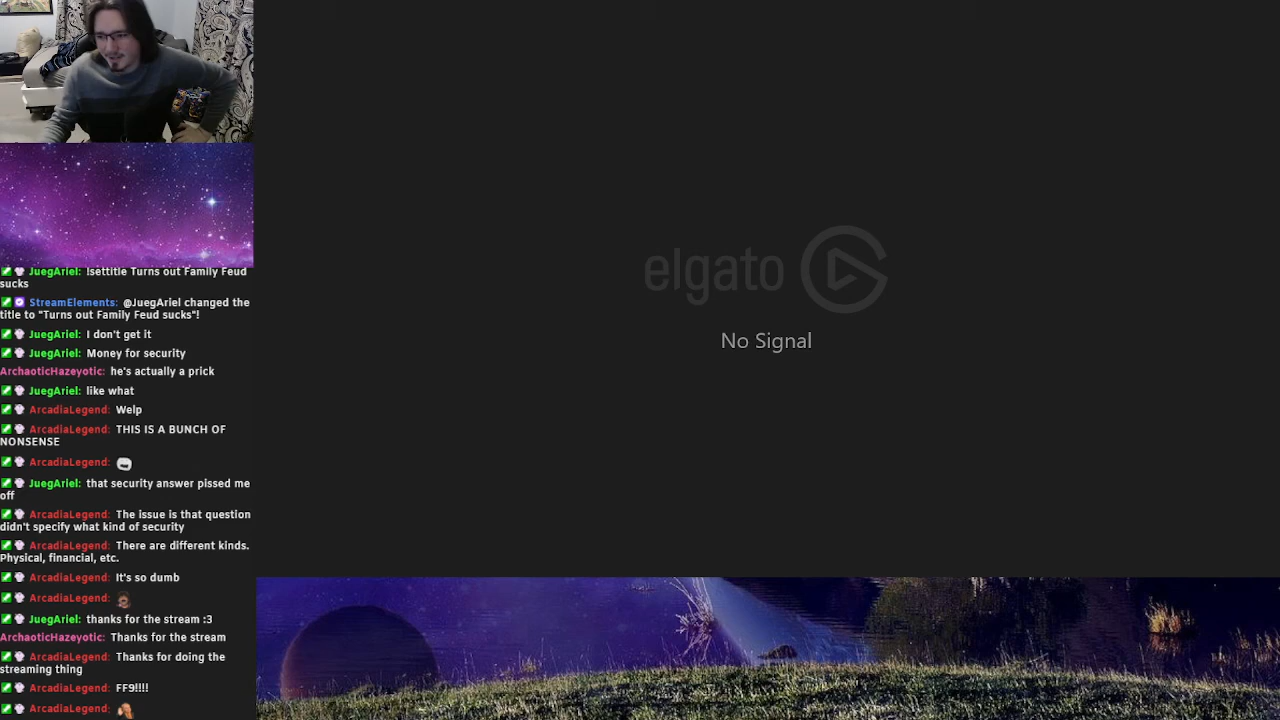 elgato
No Signal
JuegAriel: !settitle Turns out Family Feud
sucks
StreamElements: @JuegAriel changed the
title to "Turns out Family Feud sucks"!
JuegAriel: I don't get it
JuegAriel: Money for security
ArchaoticHazeyotic: he's actually a prick
JuegAriel: like what
ArcadiaLegend: Welp
ArcadiaLegend: THIS IS A BUNCH OF
NONSENSE
ArcadiaLegend:
JuegAriel: that security answer pissed me
off
ArcadiaLegend: The issue is that question
didn't specify what kind of security
ArcadiaLegend: There are different kinds.
Physical, financial, etc.
ArcadiaLegend: It's so dumb
ArcadiaLegend:
JuegAriel: thanks for the stream :3
ArchaoticHazeyotic: Thanks for the stream
ArcadiaLegend: Thanks for doing the
streaming thing
ArcadiaLegend: FF9!!!!
ArcadiaLegend: